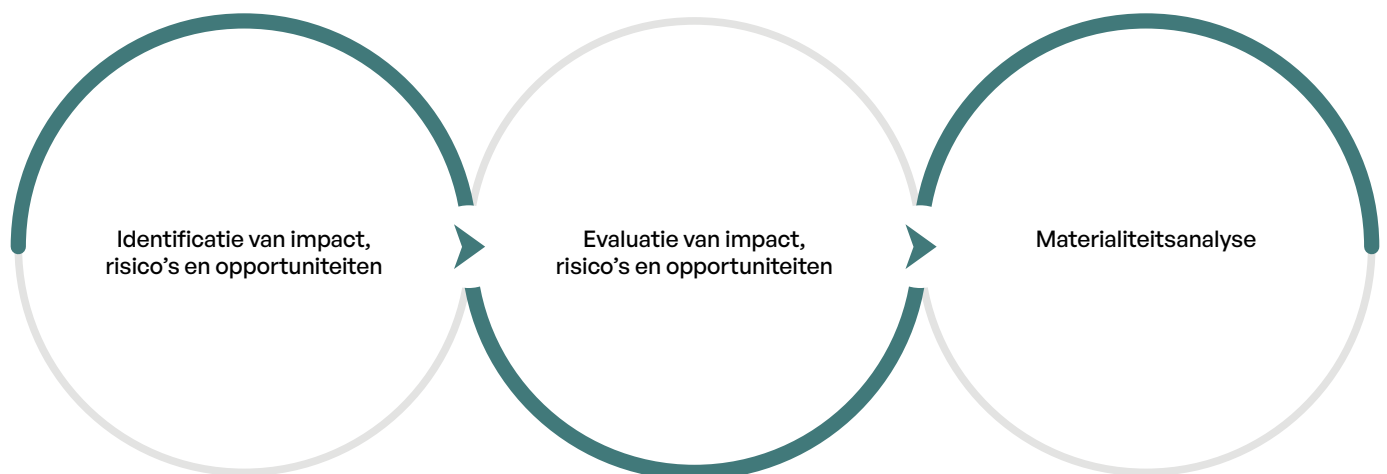 Identificatie van impact,
risico’s en opportuniteiten
Evaluatie van impact,
risico’s en opportuniteiten
Materialiteitsanalyse